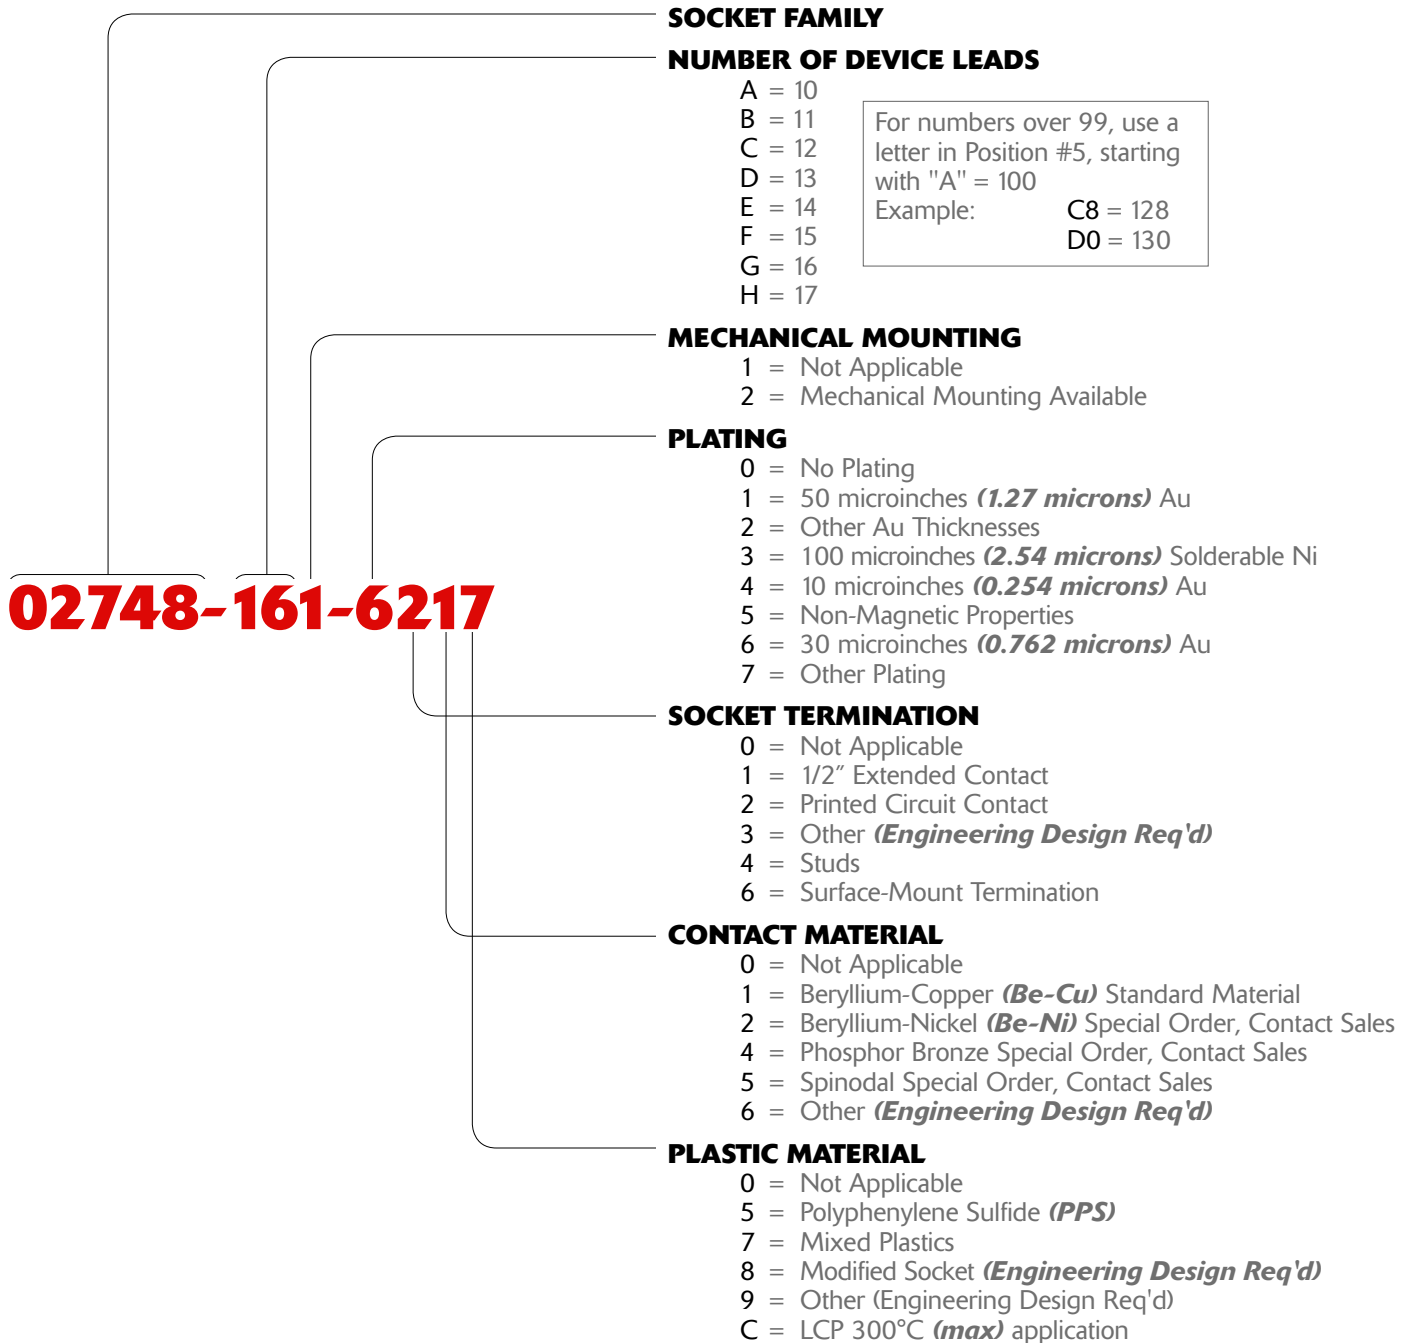 SOCKET FAMILY
NUMBER OF DEVICE LEADS
A = 10
B = 11
C = 12
D = 13
E = 14
F = 15
G = 16
H = 17
For numbers over 99, use a
letter in Position #5, starting
with "A" = 100
Example: C8 = 128
D0 = 130
MECHANICAL MOUNTING
1 = Not Applicable
2 = Mechanical Mounting Available
PLATING
0 = No Plating
1 = 50 microinches (1.27 microns) Au
2 = Other Au Thicknesses
3 = 100 microinches (2.54 microns) Solderable Ni
4 = 10 microinches (0.254 microns) Au
5 = Non-Magnetic Properties
6 = 30 microinches (0.762 microns) Au
7 = Other Plating
02748-161-6217
SOCKET TERMINATION
0 = Not Applicable
1 = 1/2” Extended Contact
2 = Printed Circuit Contact
3 = Other (Engineering Design Req'd)
4 = Studs
6 = Surface-Mount Termination
CONTACT MATERIAL
0 = Not Applicable
1 = Beryllium-Copper (Be-Cu) Standard Material
2 = Beryllium-Nickel (Be-Ni) Special Order, Contact Sales
4 = Phosphor Bronze Special Order, Contact Sales
5 = Spinodal Special Order, Contact Sales
6 = Other (Engineering Design Req'd)
PLASTIC MATERIAL
0 = Not Applicable
5 = Polyphenylene Sulfide (PPS)
7 = Mixed Plastics
8 = Modified Socket (Engineering Design Req'd)
9 = Other (Engineering Design Req'd)
C = LCP 300°C (max) application